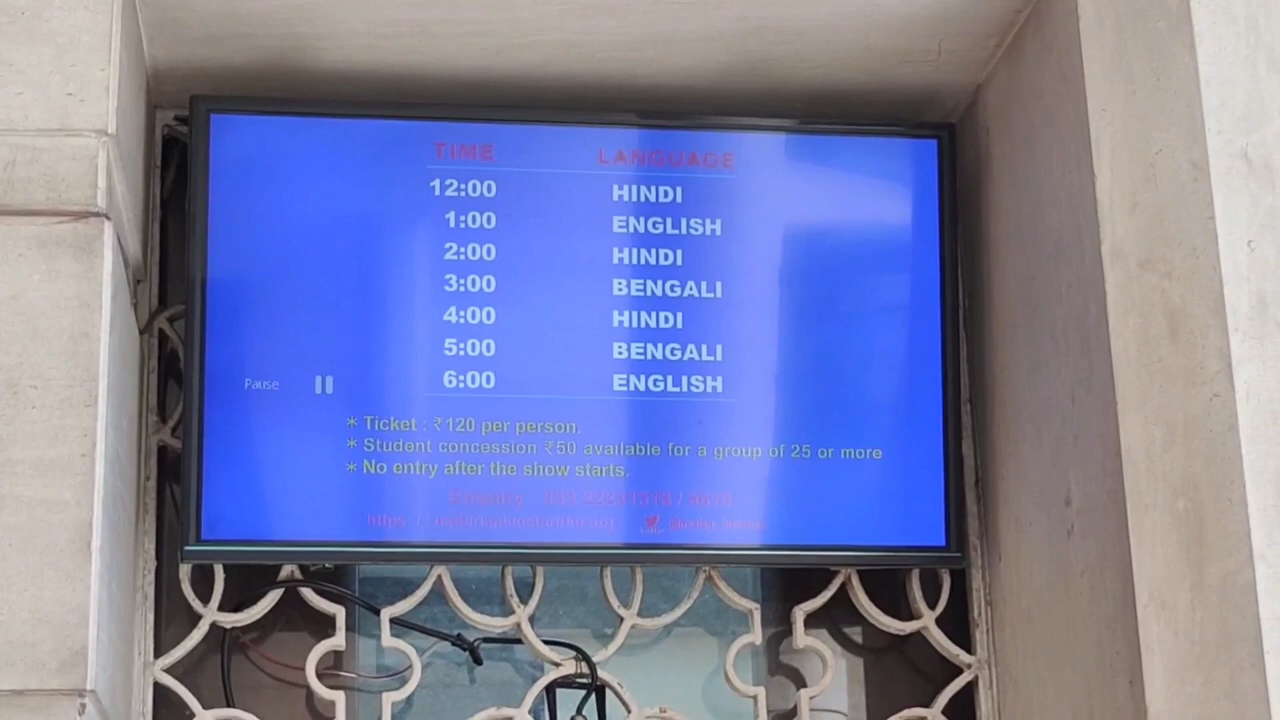 TIME LANGUAGE
12:00 HINDI
1:00 ENGLISH
2:00 HINDI
3:00 BENGALI
4:00 HINDI
5:00 BENGALI
6:00 ENGLISH
Pause
* Ticket : ₹120 per person.
* Student concession ₹50 available for a group of 25 or more
* No entry after the show starts.